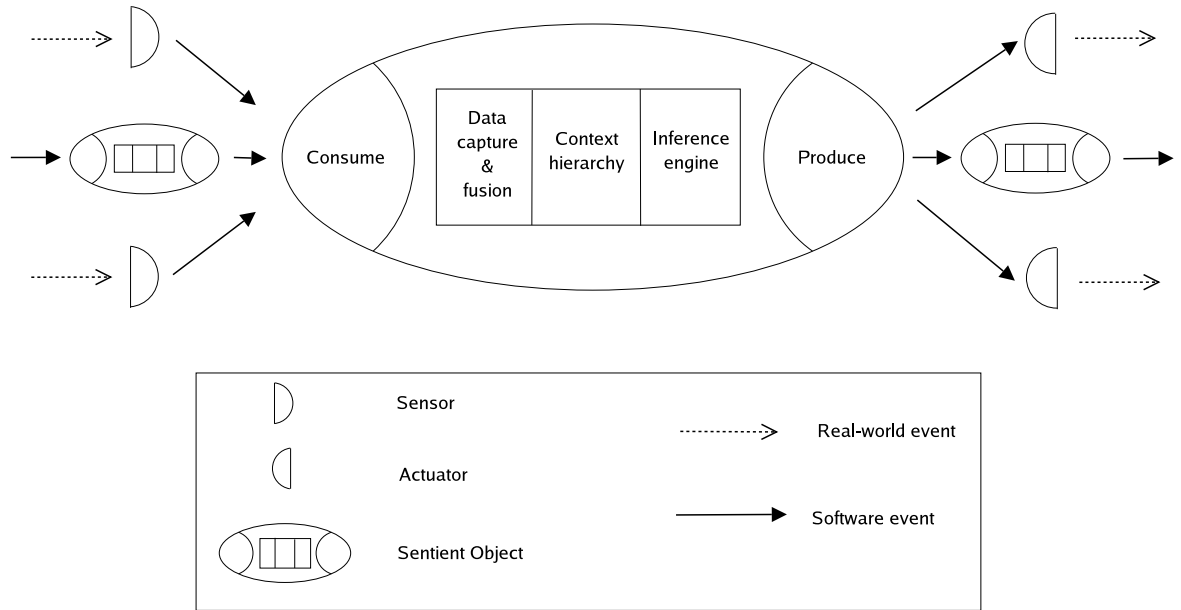 Consume
Data
capture
&
fusion
Context
hierarchy
Inference
engine
Produce
Sensor
Actuator
Sentient Object
Real-world event
Software event